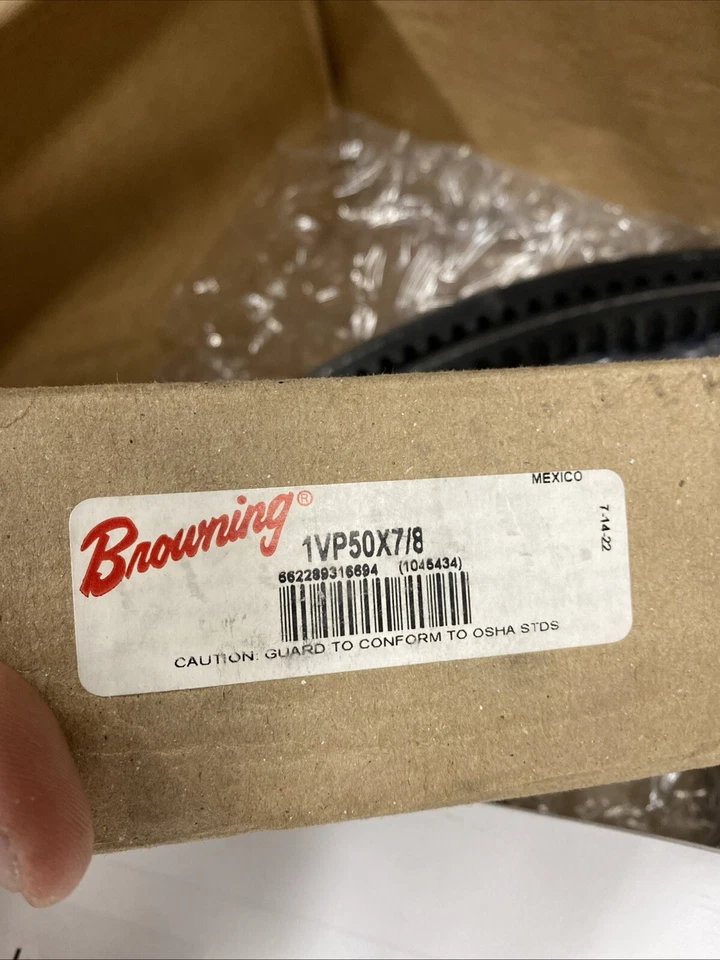 MEXICO
Browning®
1VP50X7/8
7-14-22
662289316694 (1045434)
CAUTION: GUARD TO CONFORM TO OSHA STDS